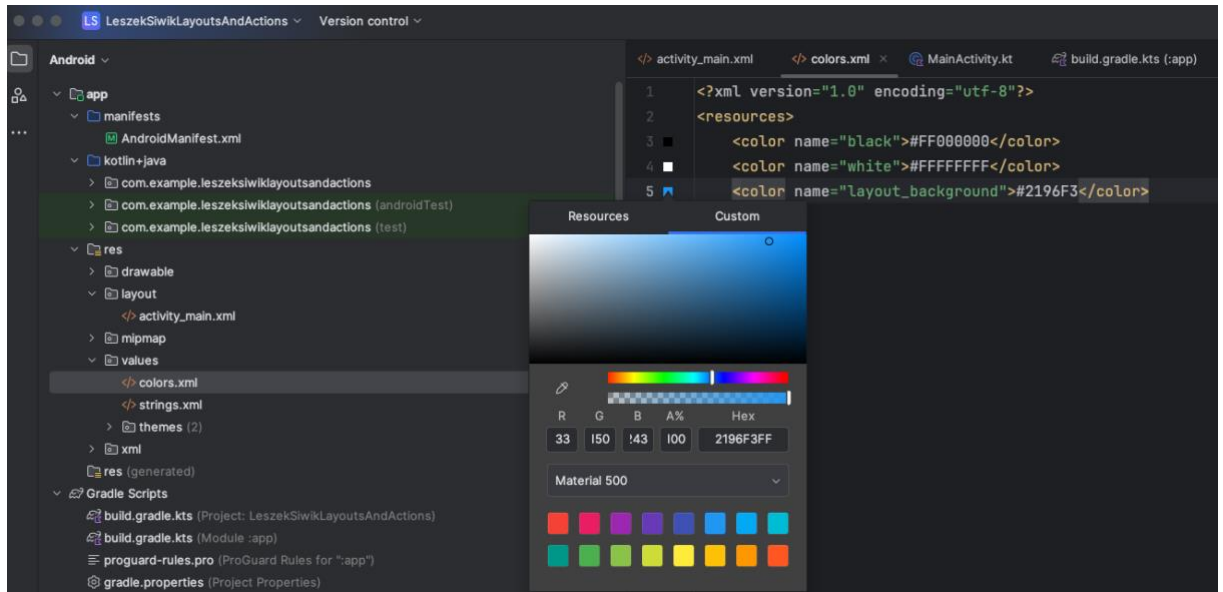 LS LeszekSiwikLayoutsAndActions Version control
Android
app
manifests
AndroidManifest.xml
kotlin+java
com.example.leszeksiwiklayoutsandactions
com.example.leszeksiwiklayoutsandactions (androidTest)
com.example.leszeksiwiklayoutsandactions (test)
res
drawable
layout
activity_main.xml
mipmap
values
colors.xml
strings.xml
themes (2)
xml
res (generated)
Gradle Scripts
build.gradle.kts (Project: LeszekSiwikLayoutsAndActions)
build.gradle.kts (Module :app)
proguard-rules.pro (ProGuard Rules for ":app")
gradle.properties (Project Properties)
activity_main.xml colors.xml MainActivity.kt build.gradle.kts (:app)
1 <?xml version="1.0" encoding="utf-8"?>
2 <resources>
3 <color name="black">#FF000000</color>
4 <color name="white">#FFFFFFFF</color>
5 <color name="layout_background">#2196F3</color>
Resources Custom
R G B A% Hex
33 150 243 100 2196F3FF
Material 500